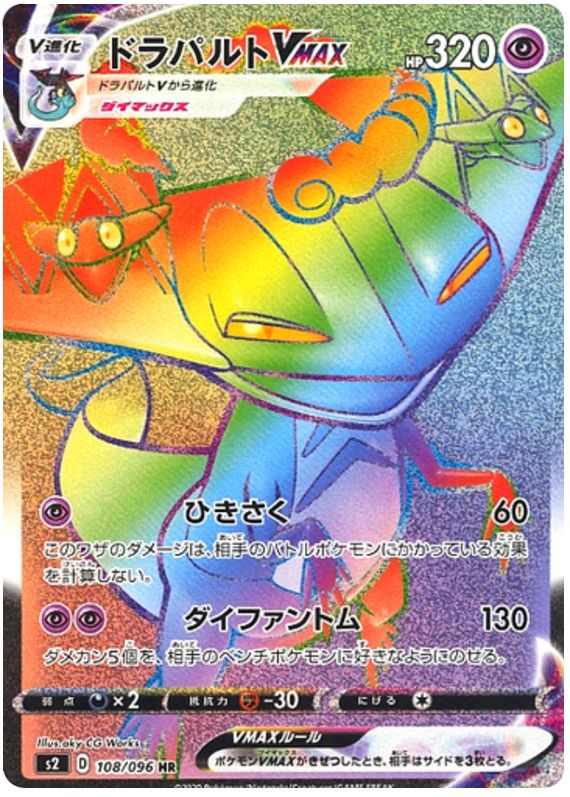 V進化
ドラパルトVMAX
HP320
ドラパルトVから進化
ダイマックス
ひきさく 60
このワザのダメージは、相手のバトルポケモンにかかっている効果
を計算しない。
ダイファントム 130
ダメカン5個を、相手のベンチポケモンに好きなようにのせる。
弱点 ×2 抵抗力 -30 にげる
Illus.aky CG Works
VMAXルール
ポケモンVMAXがきぜつしたとき、相手はサイドを3枚とる。
s2 D 108/096 HR
©2020 Pokémon/Nintendo/Creatures/GAME FREAK